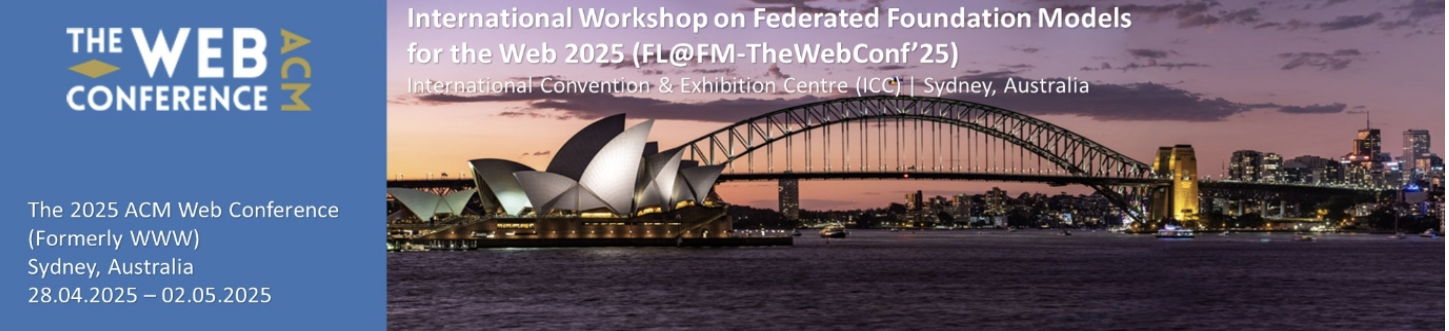 THE WEB
CONFERENCE
ACM
The 2025 ACM Web Conference
(Formerly WWW)
Sydney, Australia
28.04.2025 – 02.05.2025
International Workshop on Federated Foundation Models
for the Web 2025 (FL@FM-TheWebConf’25)
International Convention & Exhibition Centre (ICC) | Sydney, Australia